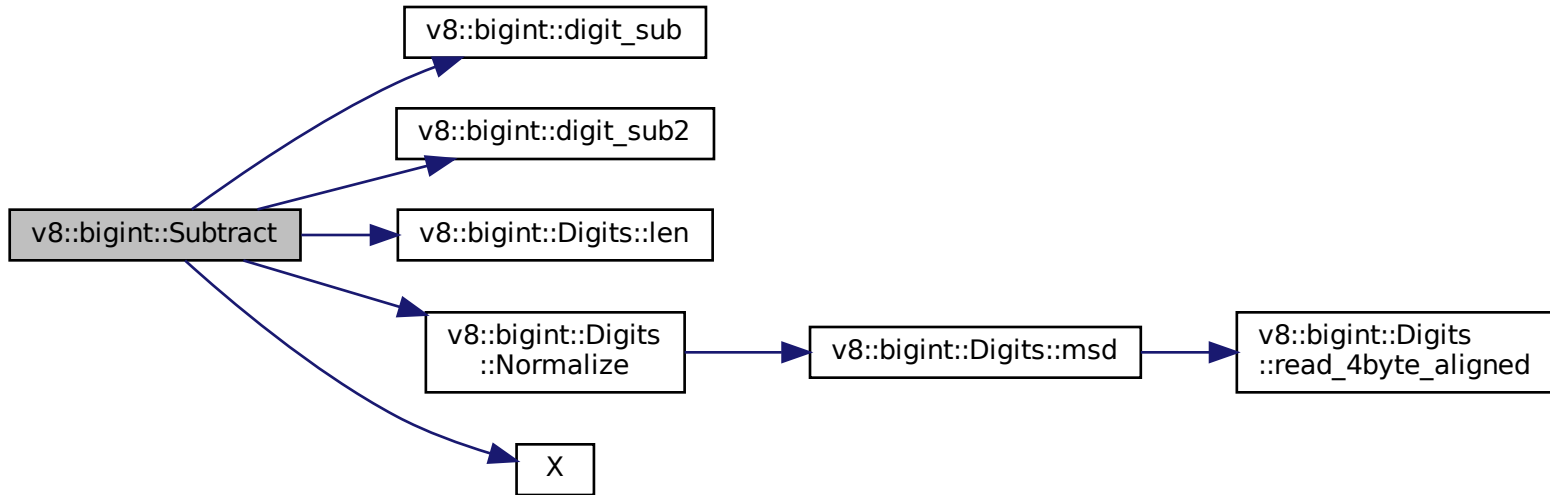 v8::bigint::digit_sub
v8::bigint::digit_sub2
v8::bigint::Subtract
v8::bigint::Digits::len
v8::bigint::Digits
::Normalize
v8::bigint::Digits::msd
v8::bigint::Digits
::read_4byte_aligned
X